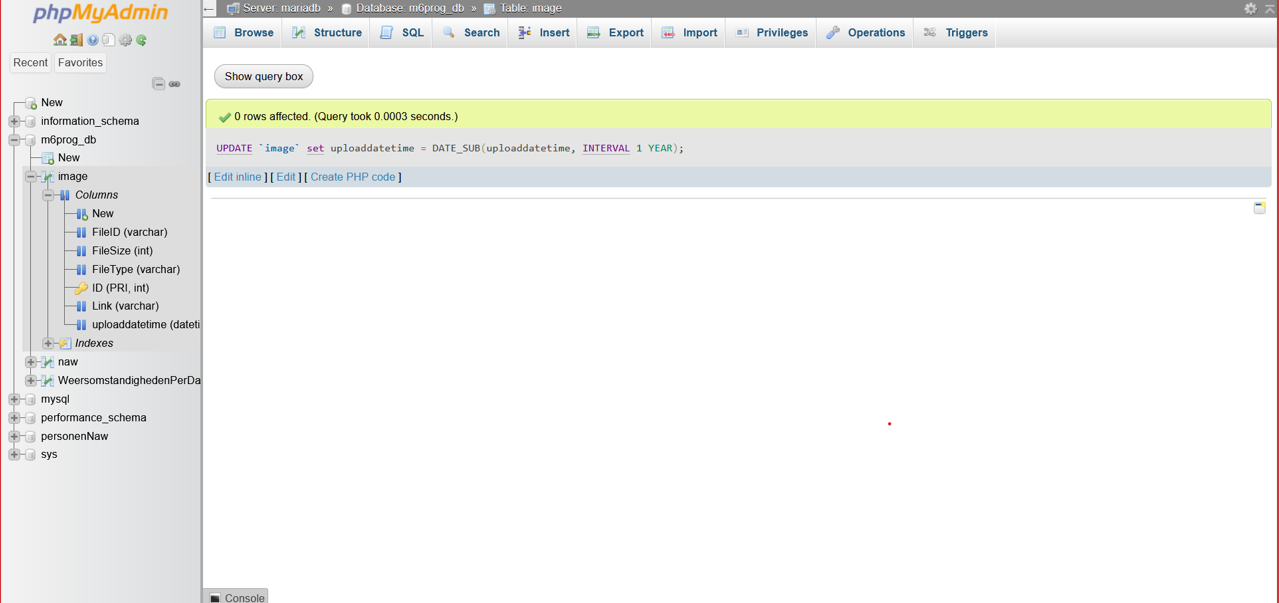 phpMyAdmin
Recent Favorites
New
information_schema
m6prog_db
New
image
Columns
New
FileID (varchar)
FileSize (int)
FileType (varchar)
ID (PRI, int)
Link (varchar)
uploaddatetime (dateti
Indexes
naw
WeersomstandighedenPerDa
mysql
performance_schema
personenNaw
sys
Server: mariadb » Database: m6prog_db » Table: image
Browse Structure SQL Search Insert Export Import Privileges Operations Triggers
Show query box
0 rows affected. (Query took 0.0003 seconds.)
UPDATE `image` set uploaddatetime = DATE_SUB(uploaddatetime, INTERVAL 1 YEAR);
[ Edit inline ] [ Edit ] [ Create PHP code ]
Console